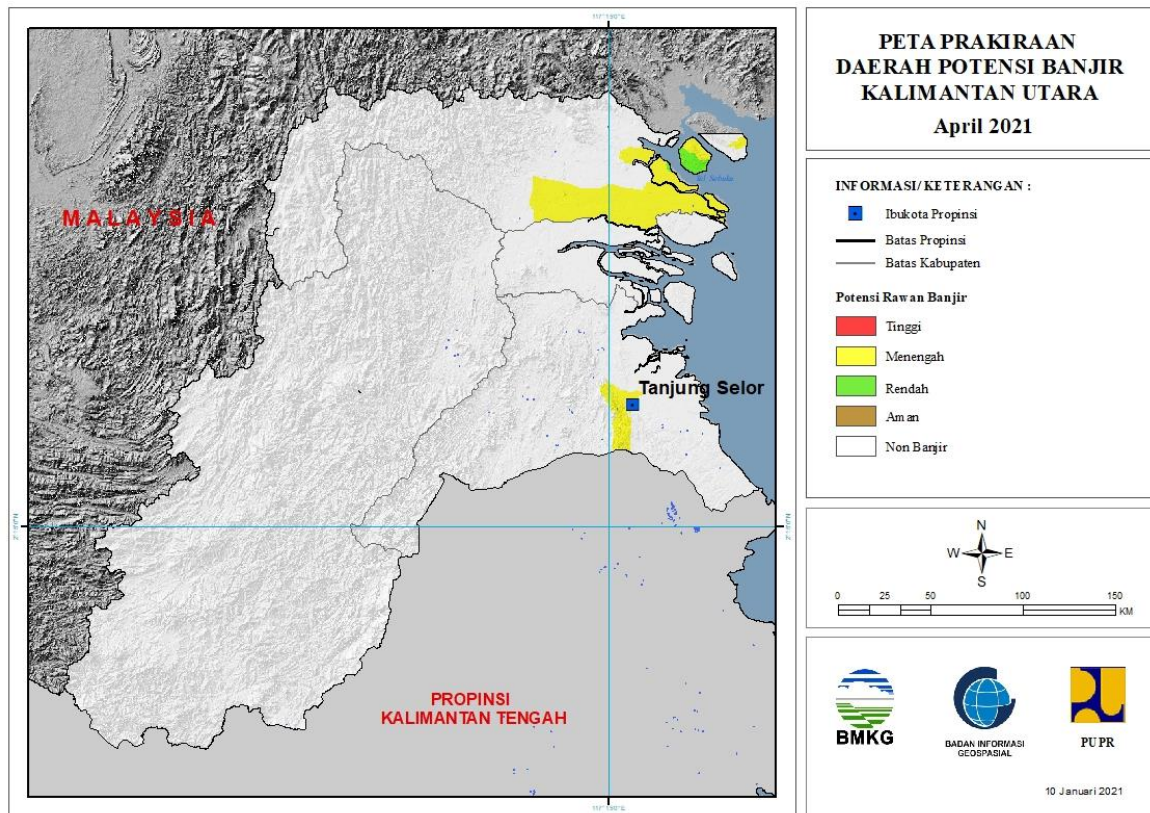 PETA PRAKIRAAN
DAERAH POTENSI BANJIR
KALIMANTAN UTARA
April 2021
INFORMASI/ KETERANGAN :
Ibukota Propinsi
Batas Propinsi
Batas Kabupaten
Potensi Rawan Banjir
Tinggi
Menengah
Rendah
Aman
Non Banjir
N
W E
S
0 25 50 100 150
KM
BMKG
BADAN INFORMASI
GEOSPASIAL
PUPR
10 Januari 2021
MALAYSIA
Tanjung Selor
PROPINSI
KALIMANTAN TENGAH